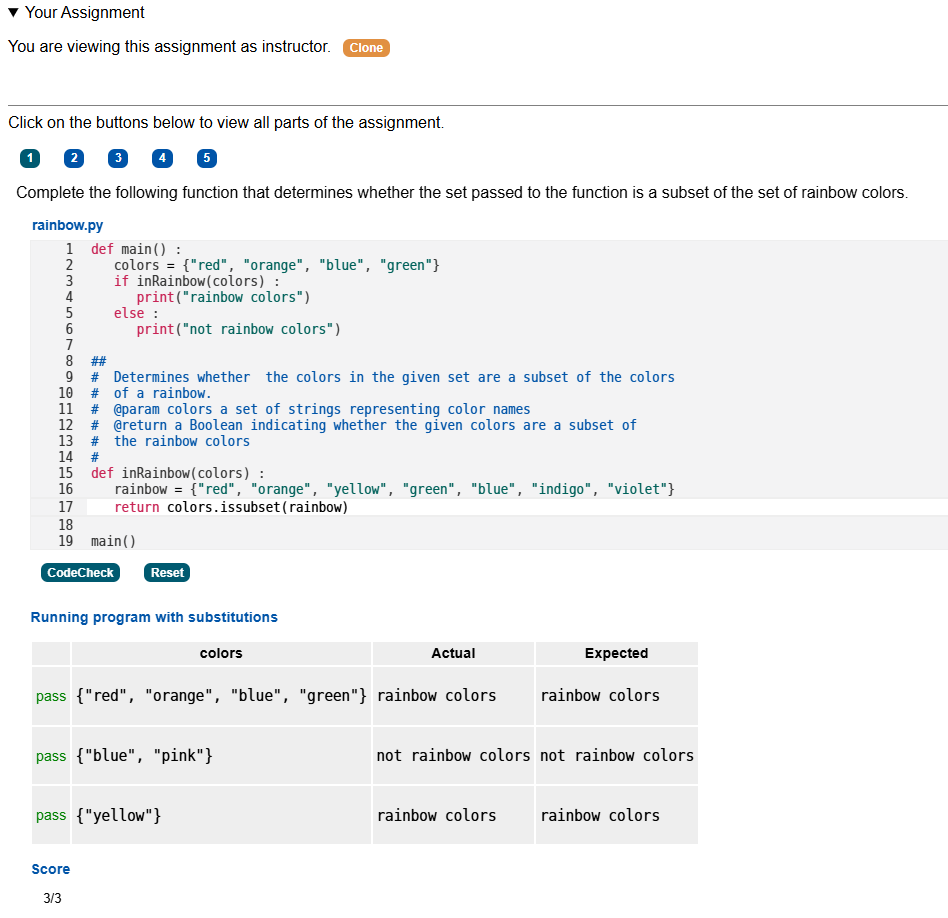 ▼ Your Assignment
You are viewing this assignment as instructor. Clone
Click on the buttons below to view all parts of the assignment.
1 2 3 4 5
Complete the following function that determines whether the set passed to the function is a subset of the set of rainbow colors.
rainbow.py
1 def main() :
2    colors = {"red", "orange", "blue", "green"}
3    if inRainbow(colors) :
4       print("rainbow colors")
5    else :
6       print("not rainbow colors")
7
8 ##
9 #  Determines whether  the colors in the given set are a subset of the colors
10 #  of a rainbow.
11 #  @param colors a set of strings representing color names
12 #  @return a Boolean indicating whether the given colors are a subset of
13 #  the rainbow colors
14 #
15 def inRainbow(colors) :
16    rainbow = {"red", "orange", "yellow", "green", "blue", "indigo", "violet"}
17    return colors.issubset(rainbow)
18
19 main()
CodeCheck Reset
Running program with substitutions
colors Actual Expected
pass {"red", "orange", "blue", "green"} rainbow colors rainbow colors
pass {"blue", "pink"} not rainbow colors not rainbow colors
pass {"yellow"} rainbow colors rainbow colors
Score
3/3